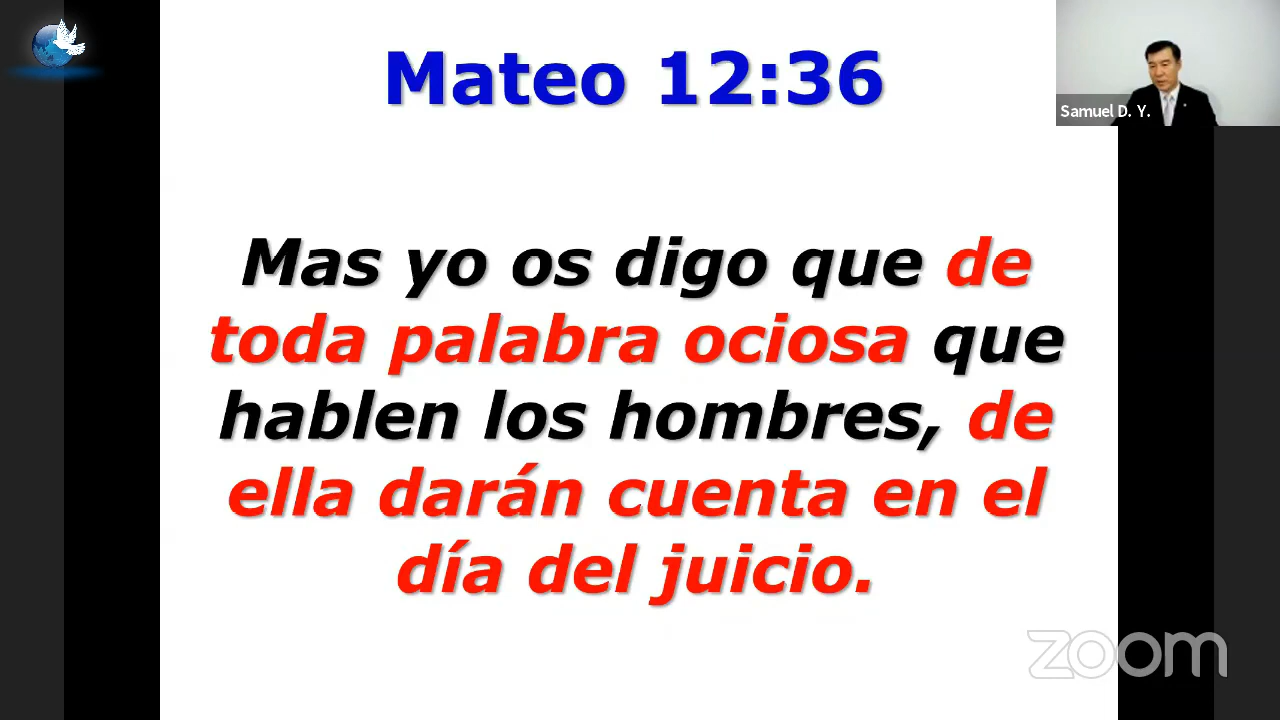 Mateo 12:36
Samuel D. Y.
Mas yo os digo que de
toda palabra ociosa que
hablen los hombres, de
ella darán cuenta en el
día del juicio.
zoom